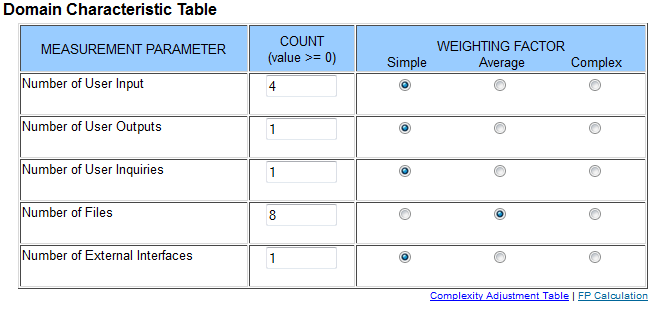 Domain Characteristic Table
MEASUREMENT PARAMETER
COUNT
(value >= 0)
WEIGHTING FACTOR
Simple Average Complex
Number of User Input 4
Number of User Outputs 1
Number of User Inquiries 1
Number of Files 8
Number of External Interfaces 1
Complexity Adjustment Table | FP Calculation